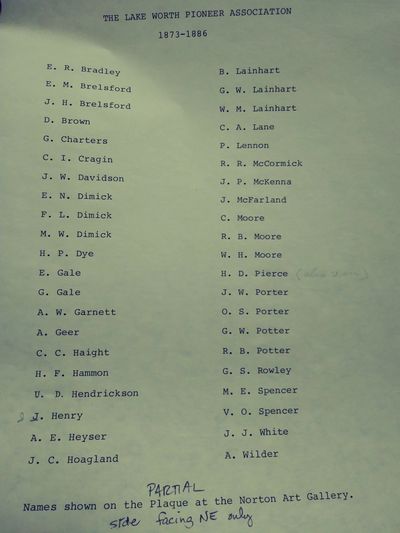 THE LAKE WORTH PIONEER ASSOCIATION
1873-1886
E. R. Bradley
E. M. Brelsford
J. H. Brelsford
D. Brown
G. Charters
C. I. Cragin
J. W. Davidson
E. N. Dimick
F. L. Dimick
M. W. Dimick
H. P. Dye
E. Gale
G. Gale
A. W. Garnett
A. Geer
C. C. Haight
H. F. Hammon
U. D. Hendrickson
J. Henry
A. E. Heyser
J. C. Hoagland
B. Lainhart
G. W. Lainhart
W. M. Lainhart
C. A. Lane
P. Lennon
R. R. McCormick
J. P. McKenna
J. McFarland
C. Moore
R. B. Moore
W. H. Moore
H. D. Pierce
J. W. Porter
O. S. Porter
G. W. Potter
R. B. Potter
G. S. Rowley
M. E. Spencer
V. O. Spencer
J. J. White
A. Wilder
PARTIAL
Names shown on the Plaque at the Norton Art Gallery.
side facing NE only